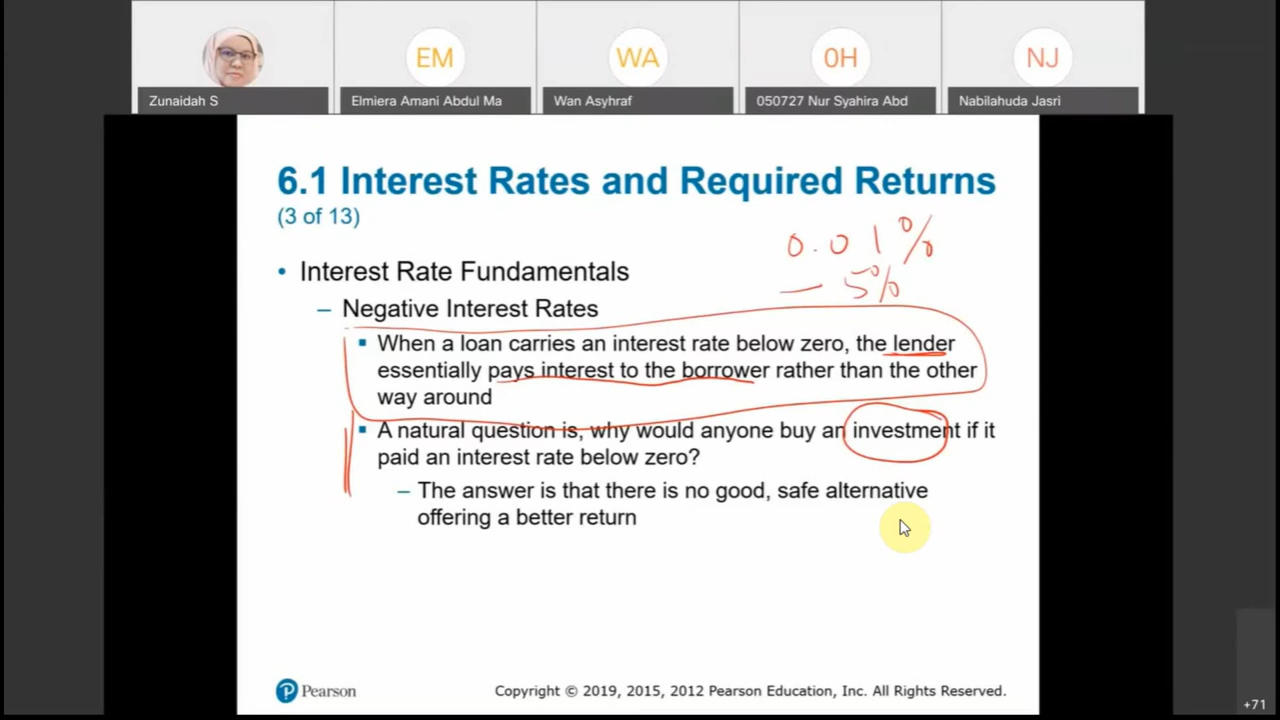 EM
WA
0H
NJ
Zunaidah S
Elmiera Amani Abdul Ma
Wan Asyhraf
050727 Nur Syahira Abd
Nabilahuda Jasri
6.1 Interest Rates and Required Returns
(3 of 13)
0.01%
– 5%
• Interest Rate Fundamentals
– Negative Interest Rates
▪ When a loan carries an interest rate below zero, the lender
essentially pays interest to the borrower rather than the other
way around
▪ A natural question is, why would anyone buy an investment if it
paid an interest rate below zero?
– The answer is that there is no good, safe alternative
offering a better return
P Pearson
Copyright © 2019, 2015, 2012 Pearson Education, Inc. All Rights Reserved.
+71